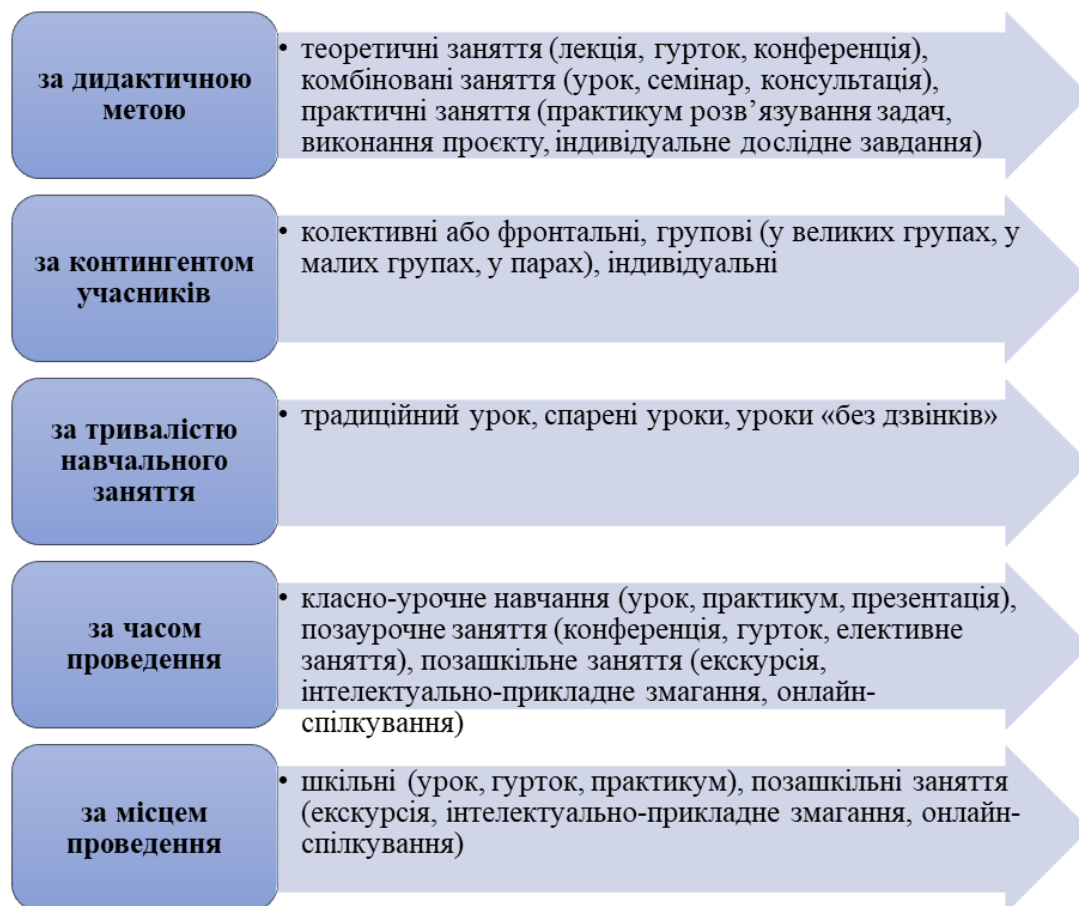 за дидактичною
метою
• теоретичні заняття (лекція, гурток, конференція),
комбіновані заняття (урок, семінар, консультація),
практичні заняття (практикум розв’язування задач,
виконання проєкту, індивідуальне дослідне завдання)
за контингентом
учасників
• колективні або фронтальні, групові (у великих групах, у
малих групах, у парах), індивідуальні
за тривалістю
навчального
заняття
• традиційний урок, спарені уроки, уроки «без дзвінків»
за часом
проведення
• класно-урочне навчання (урок, практикум, презентація),
позаурочне заняття (конференція, гурток, елективне
заняття), позашкільне заняття (екскурсія,
інтелектуально-прикладне змагання, онлайн-
спілкування)
за місцем
проведення
• шкільні (урок, гурток, практикум), позашкільні заняття
(екскурсія, інтелектуально-прикладне змагання, онлайн-
спілкування)